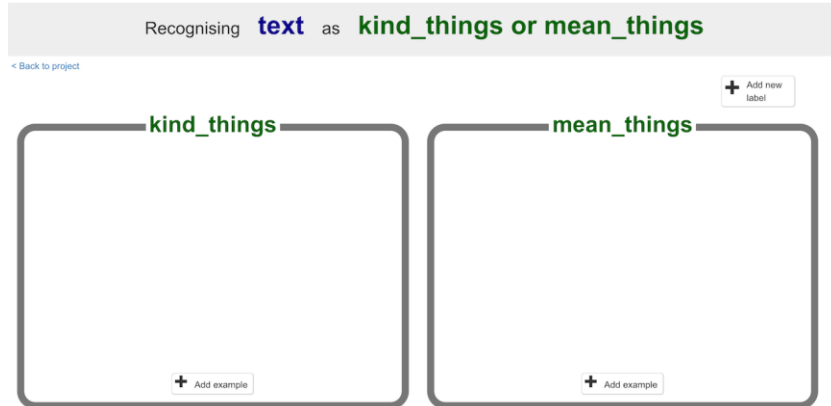 Recognising text as kind_things or mean_things
< Back to project
Add new
label
kind_things
mean_things
Add example
Add example